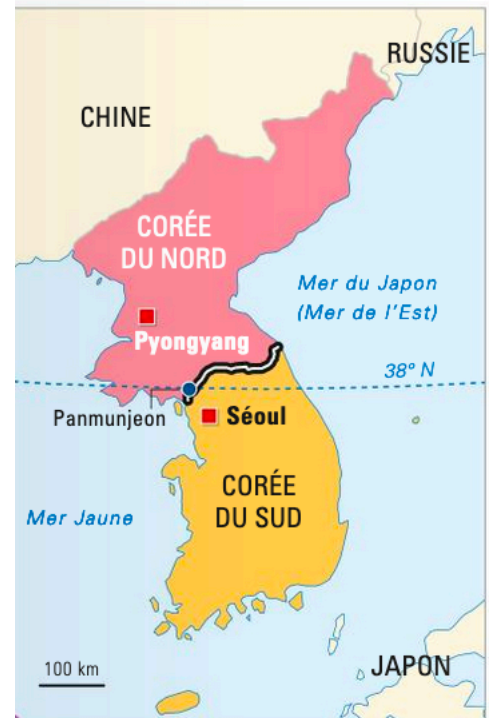 RUSSIE
CHINE
CORÉE
DU NORD
Mer du Japon
(Mer de l'Est)
Pyongyang
38° N
Panmunjeon
Séoul
CORÉE
DU SUD
Mer Jaune
100 km
JAPON